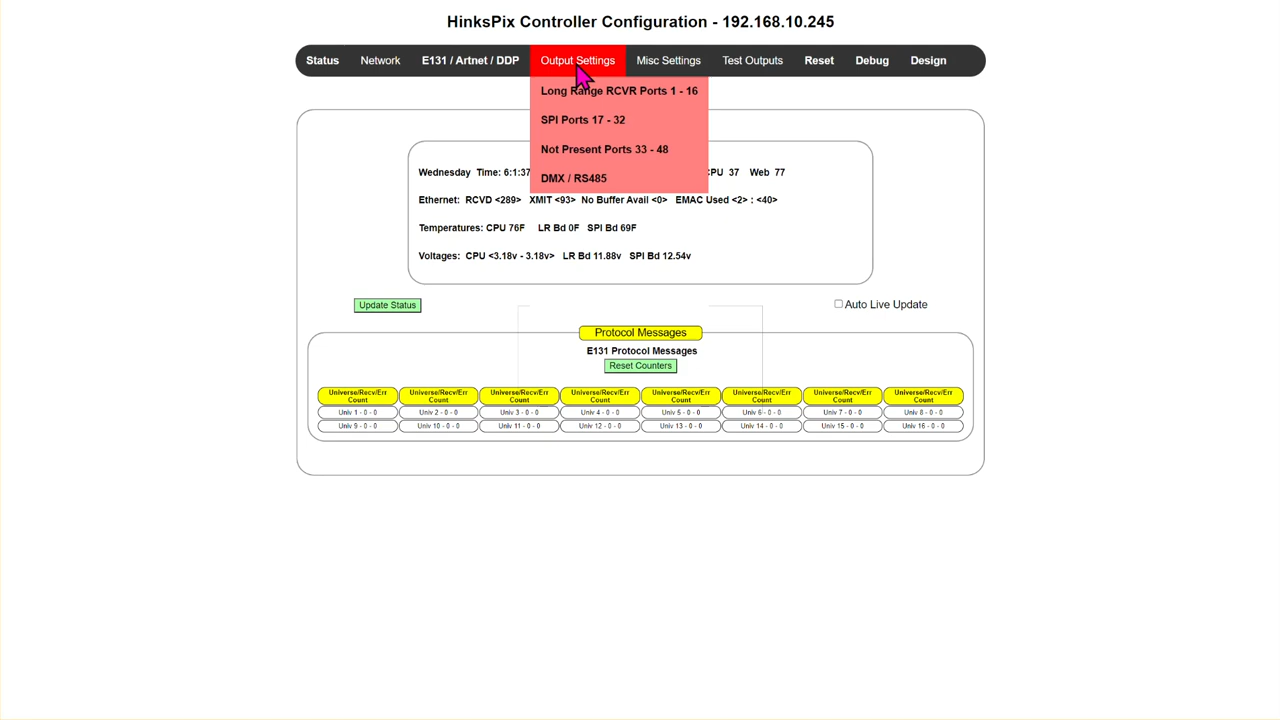 HinksPix Controller Configuration - 192.168.10.245
Status Network E131 / Artnet / DDP Output Settings Misc Settings Test Outputs Reset Debug Design
Long Range RCVR Ports 1 - 16
SPI Ports 17 - 32
Not Present Ports 33 - 48
DMX / RS485
Wednesday Time: 6:1:37 CPU 37 Web 77
Ethernet: RCVD <289> XMIT <93> No Buffer Avail <0> EMAC Used <2> : <40>
Temperatures: CPU 76F LR Bd 0F SPI Bd 69F
Voltages: CPU <3.18v - 3.18v> LR Bd 11.88v SPI Bd 12.54v
Update Status Auto Live Update
Protocol Messages
E131 Protocol Messages
Reset Counters
Universe/Recv/Err Universe/Recv/Err Universe/Recv/Err Universe/Recv/Err Universe/Recv/Err Universe/Recv/Err Universe/Recv/Err Universe/Recv/Err
Count Count Count Count Count Count Count Count
Univ 1 - 0 - 0 Univ 2 - 0 - 0 Univ 3 - 0 - 0 Univ 4 - 0 - 0 Univ 5 - 0 - 0 Univ 6 - 0 - 0 Univ 7 - 0 - 0 Univ 8 - 0 - 0
Univ 9 - 0 - 0 Univ 10 - 0 - 0 Univ 11 - 0 - 0 Univ 12 - 0 - 0 Univ 13 - 0 - 0 Univ 14 - 0 - 0 Univ 15 - 0 - 0 Univ 16 - 0 - 0